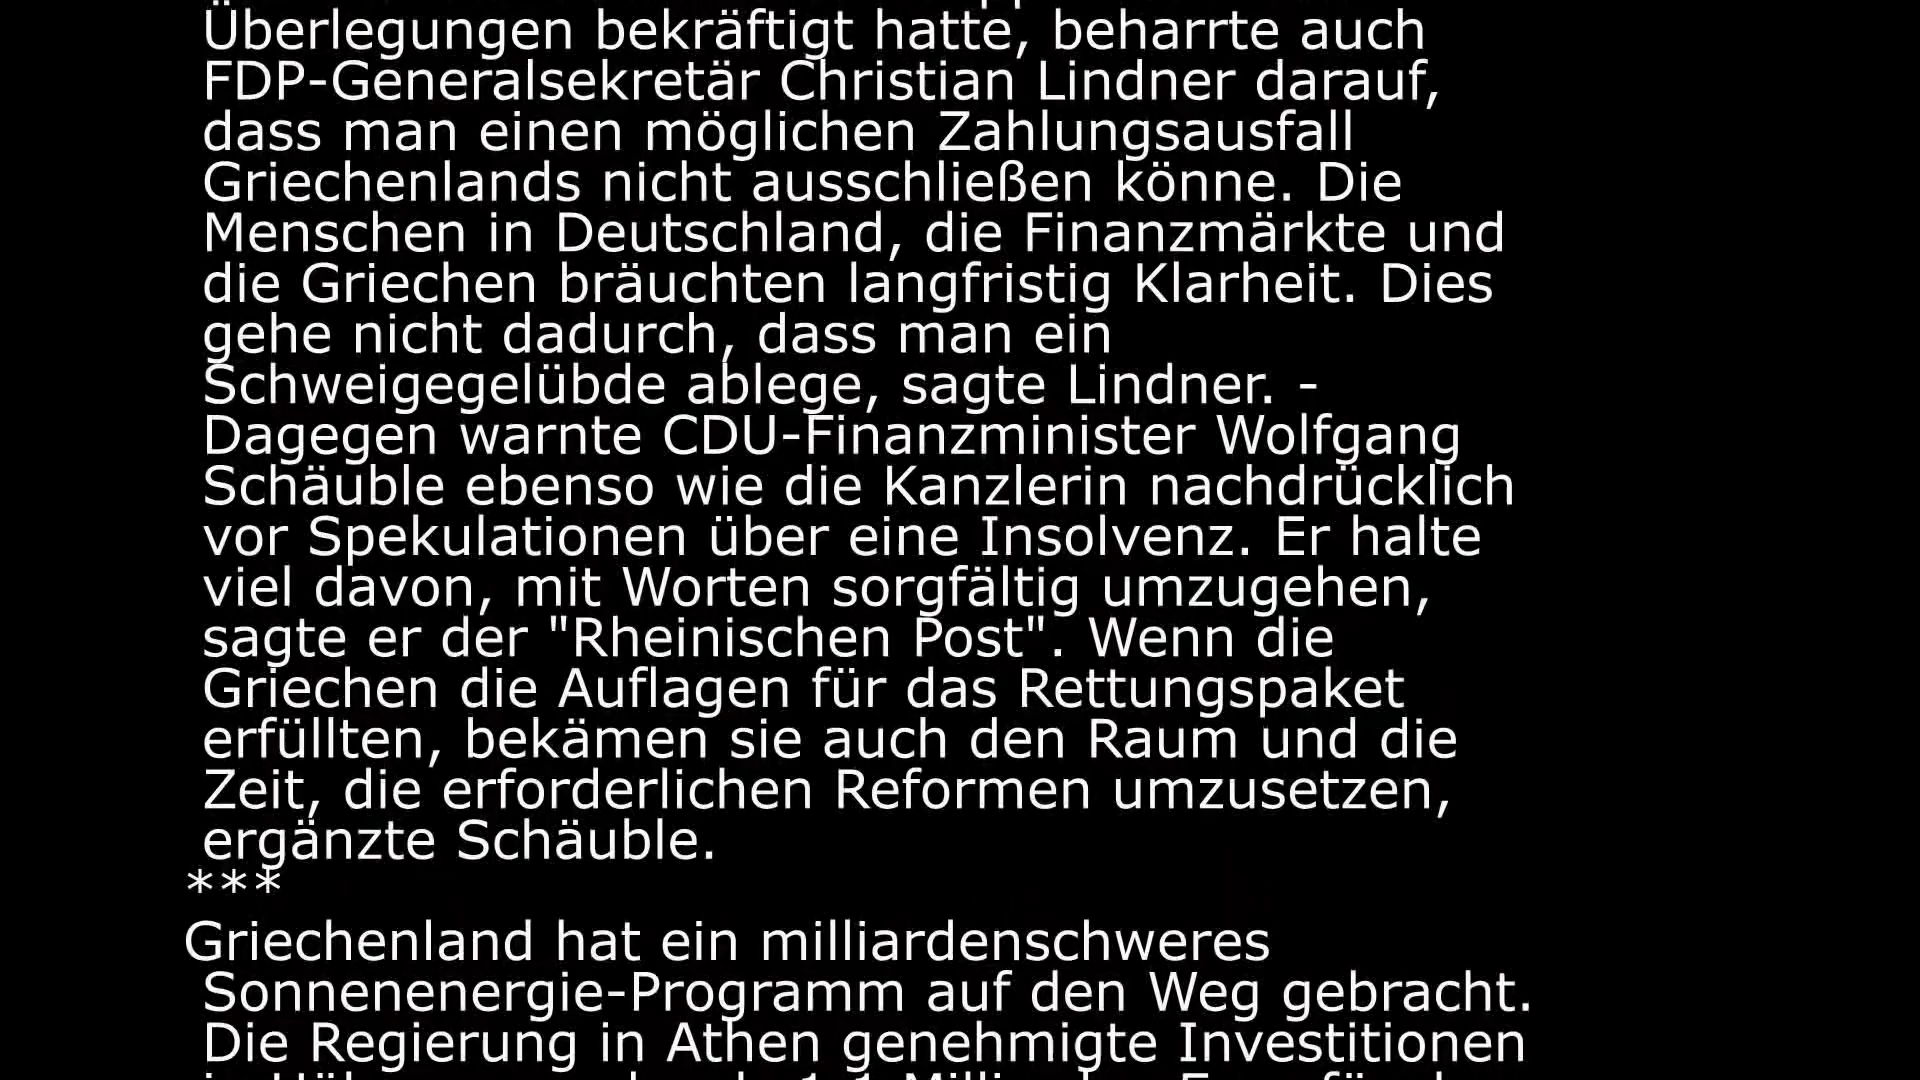 Überlegungen bekräftigt hatte, beharrte auch
FDP-Generalsekretär Christian Lindner darauf,
dass man einen möglichen Zahlungsausfall
Griechenlands nicht ausschließen könne. Die
Menschen in Deutschland, die Finanzmärkte und
die Griechen bräuchten langfristig Klarheit. Dies
gehe nicht dadurch, dass man ein
Schweigegelübde ablege, sagte Lindner. -
Dagegen warnte CDU-Finanzminister Wolfgang
Schäuble ebenso wie die Kanzlerin nachdrücklich
vor Spekulationen über eine Insolvenz. Er halte
viel davon, mit Worten sorgfältig umzugehen,
sagte er der "Rheinischen Post". Wenn die
Griechen die Auflagen für das Rettungspaket
erfüllten, bekämen sie auch den Raum und die
Zeit, die erforderlichen Reformen umzusetzen,
ergänzte Schäuble.
***
Griechenland hat ein milliardenschweres
Sonnenenergie-Programm auf den Weg gebracht.
Die Regierung in Athen genehmigte Investitionen